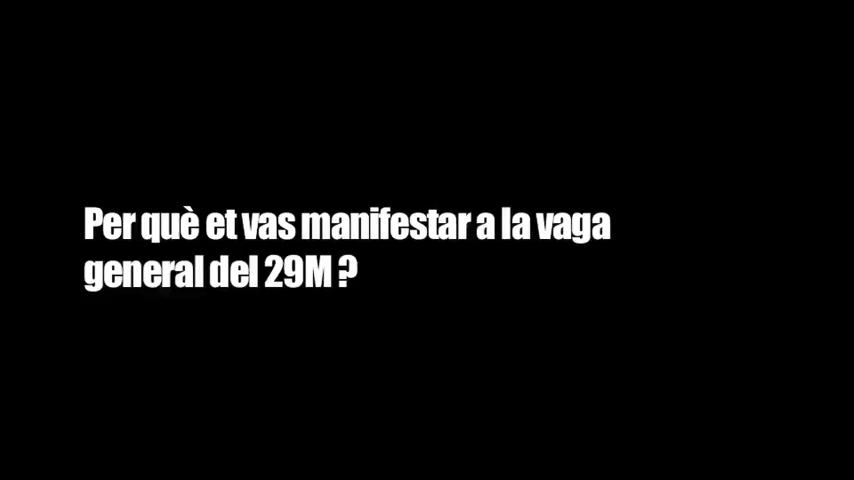 Per què et vas manifestar a la vaga
general del 29M ?